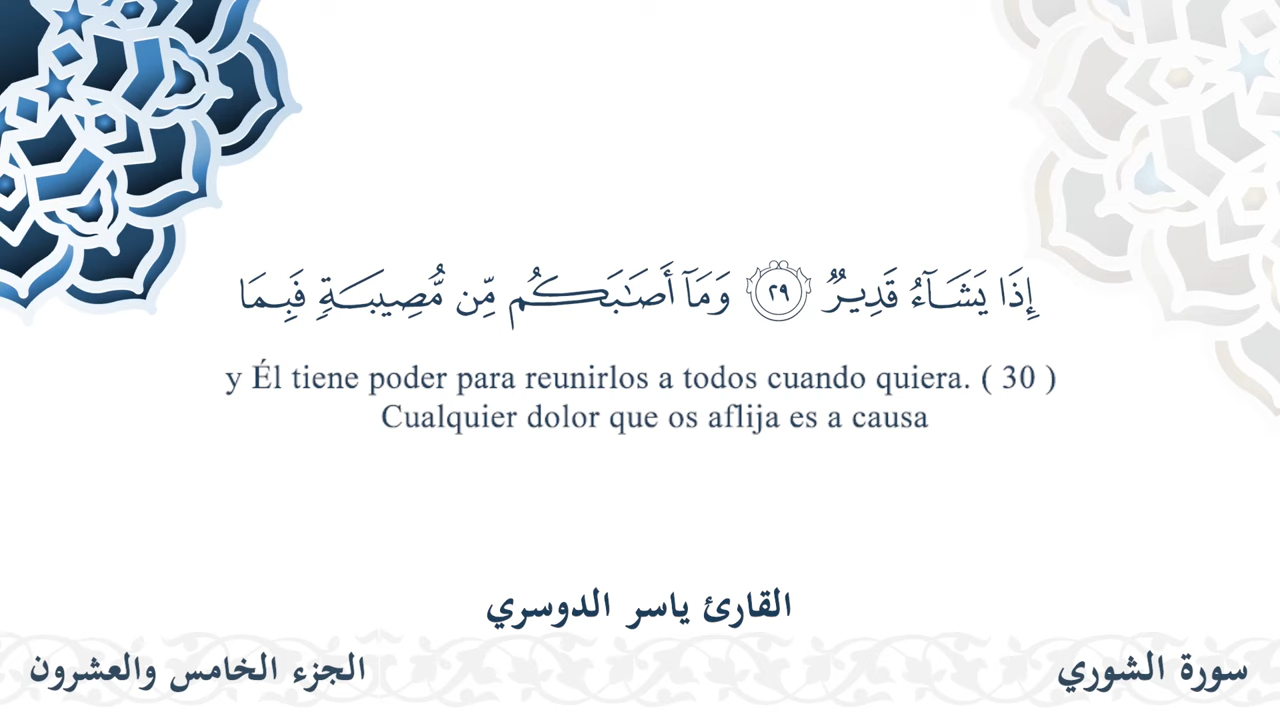 إِذَا يَشَآءُ قَدِيرٌ ٢٩ وَمَآ أَصَـٰبَكُم مِّن مُّصِيبَةٍ فَبِمَا
y Él tiene poder para reunirlos a todos cuando quiera. ( 30 )
Cualquier dolor que os aflija es a causa
القارئ ياسر الدوسري
سورة الشوري
الجزء الخامس والعشرون